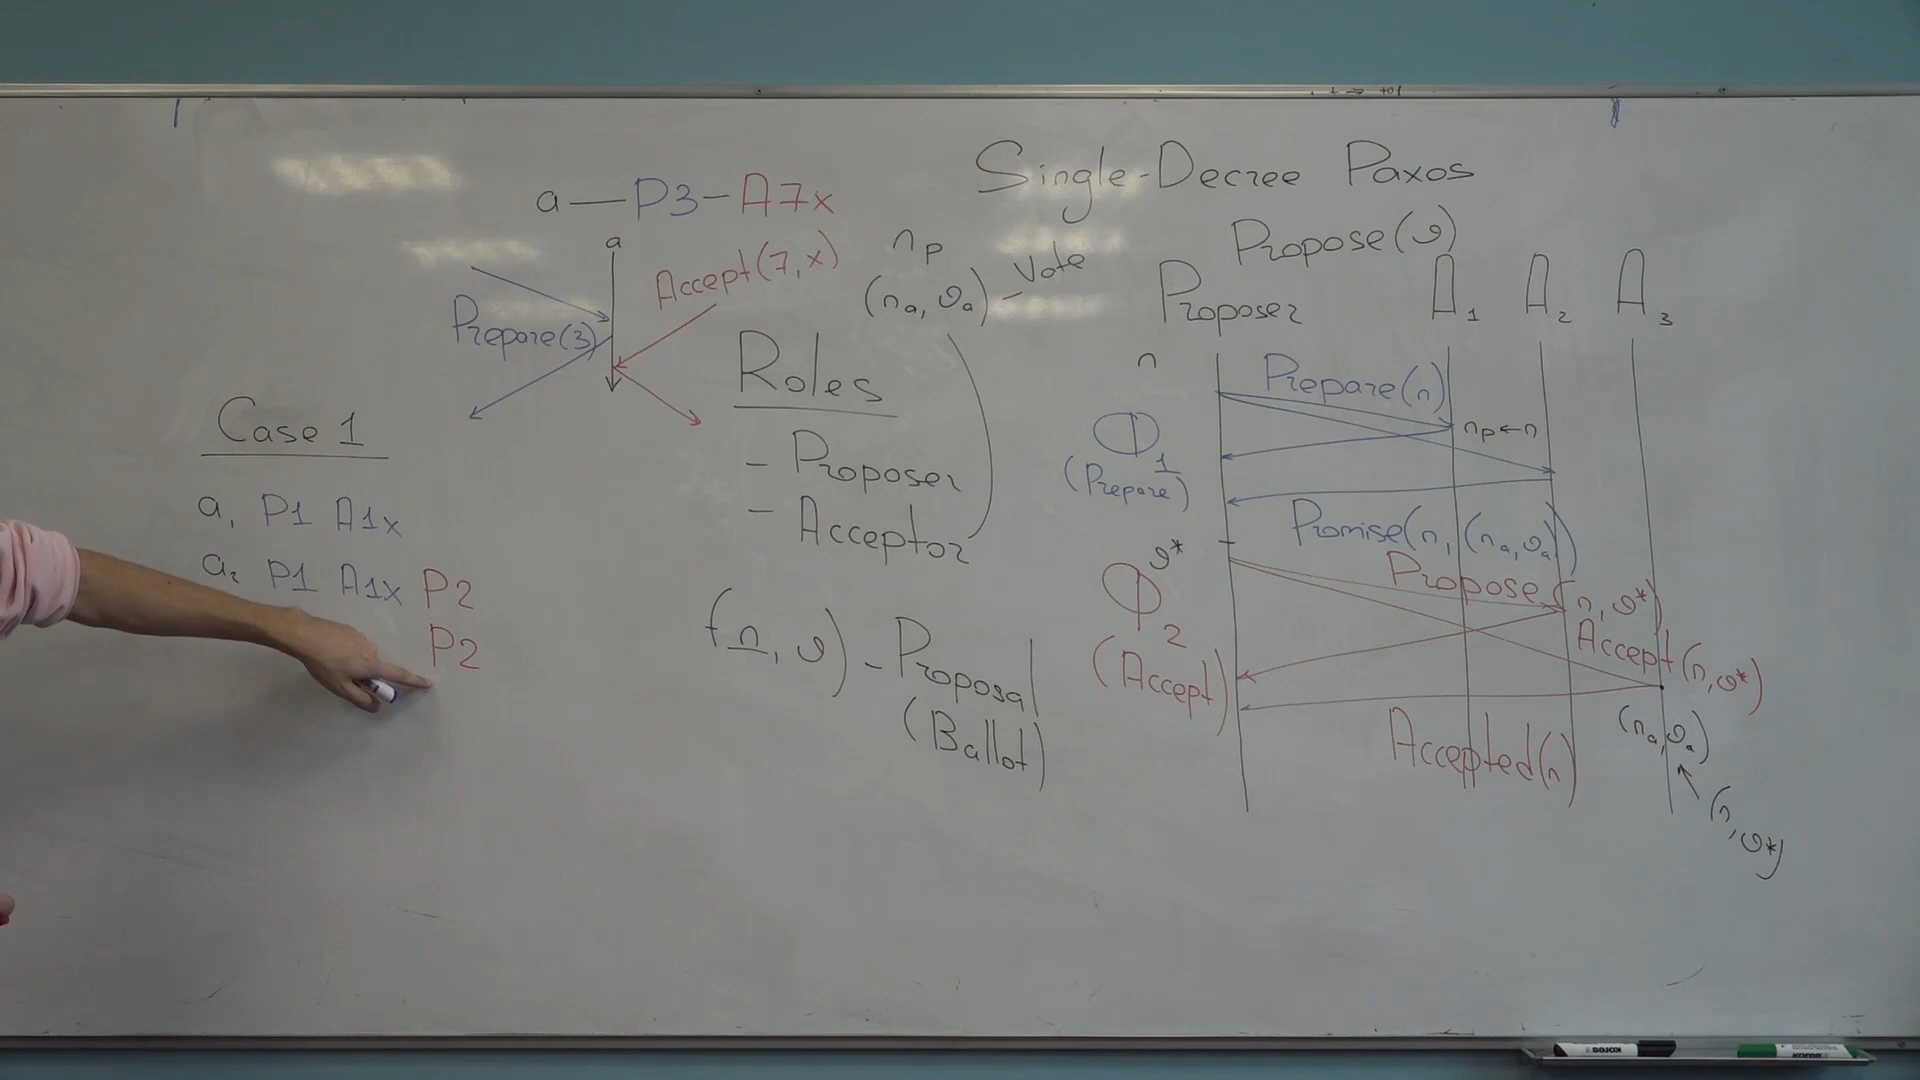 Single-Decree Paxos
a — P3 — A7x
a
Prepare(3)
Accept(7, x)
n_p
(n_a, v_a) - Vote
Roles
- Proposer
- Acceptor
(n, v) - Proposal
(Ballot)
Case 1
a₁ P1 A1x
a₂ P1 A1x P2
P2
Propose(v)
Proposer A₁ A₂ A₃
n
Prepare(n)
n_p ← n
Φ1
(Prepare)
Promise(n, (n_a, v_a))
v*
Φ2
(Accept)
Propose(n, v*)
Accept(n, v*)
Accepted(n)
(n_a, v_a)
(n, v*)
KORES